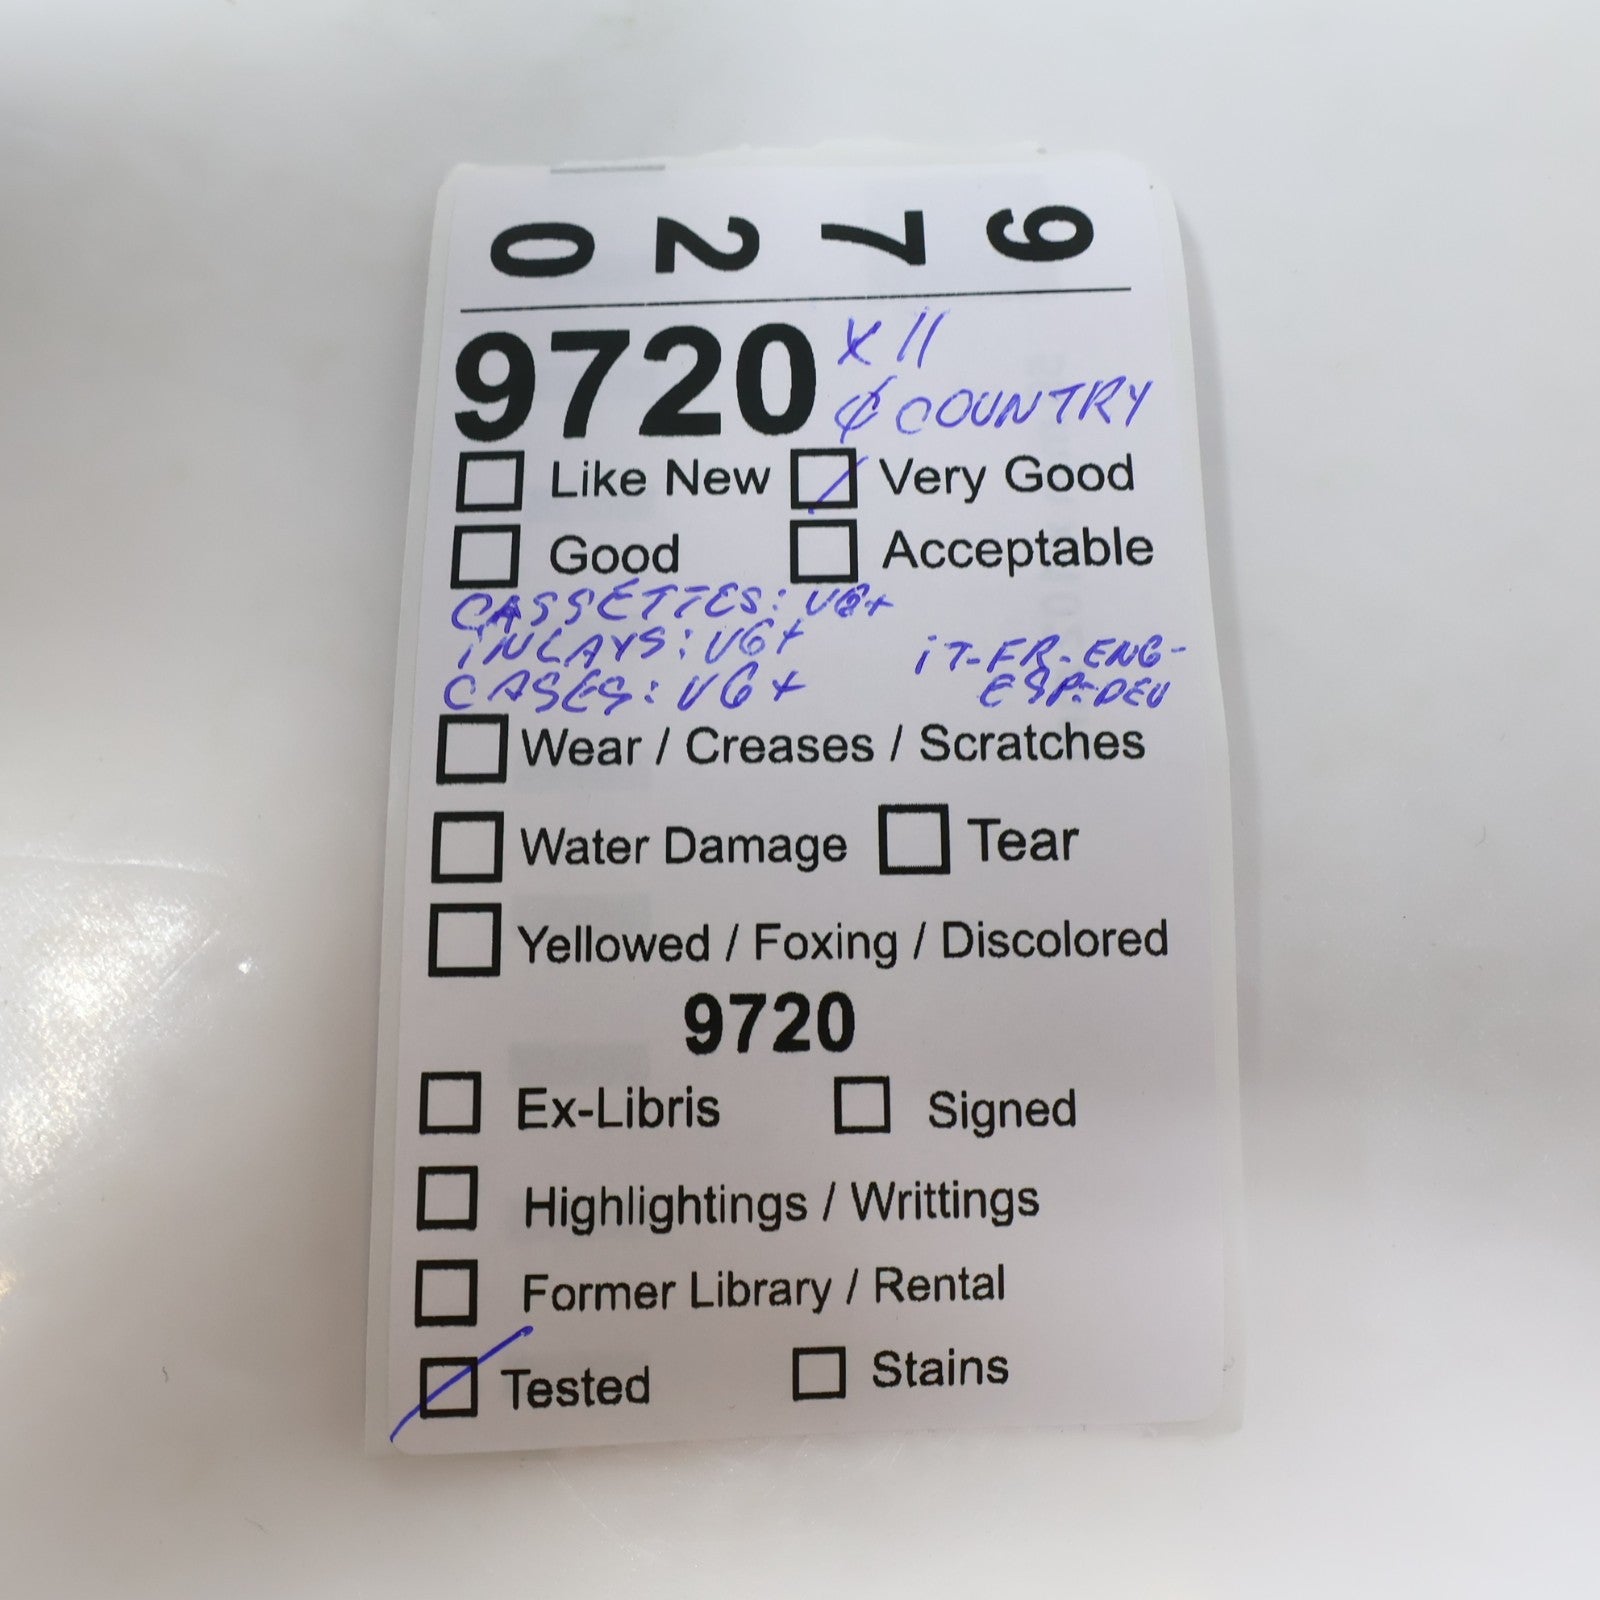 9720
9720 x 11
¢ COUNTRY
Like New Very Good
Good Acceptable
CASSETTES: VG+
INLAYS: VG+
iT-FR-ENG-
CASES: VG+ ESP-DEU
Wear / Creases / Scratches
Water Damage Tear
Yellowed / Foxing / Discolored
9720
Ex-Libris Signed
Highlightings / Writtings
Former Library / Rental
Tested Stains